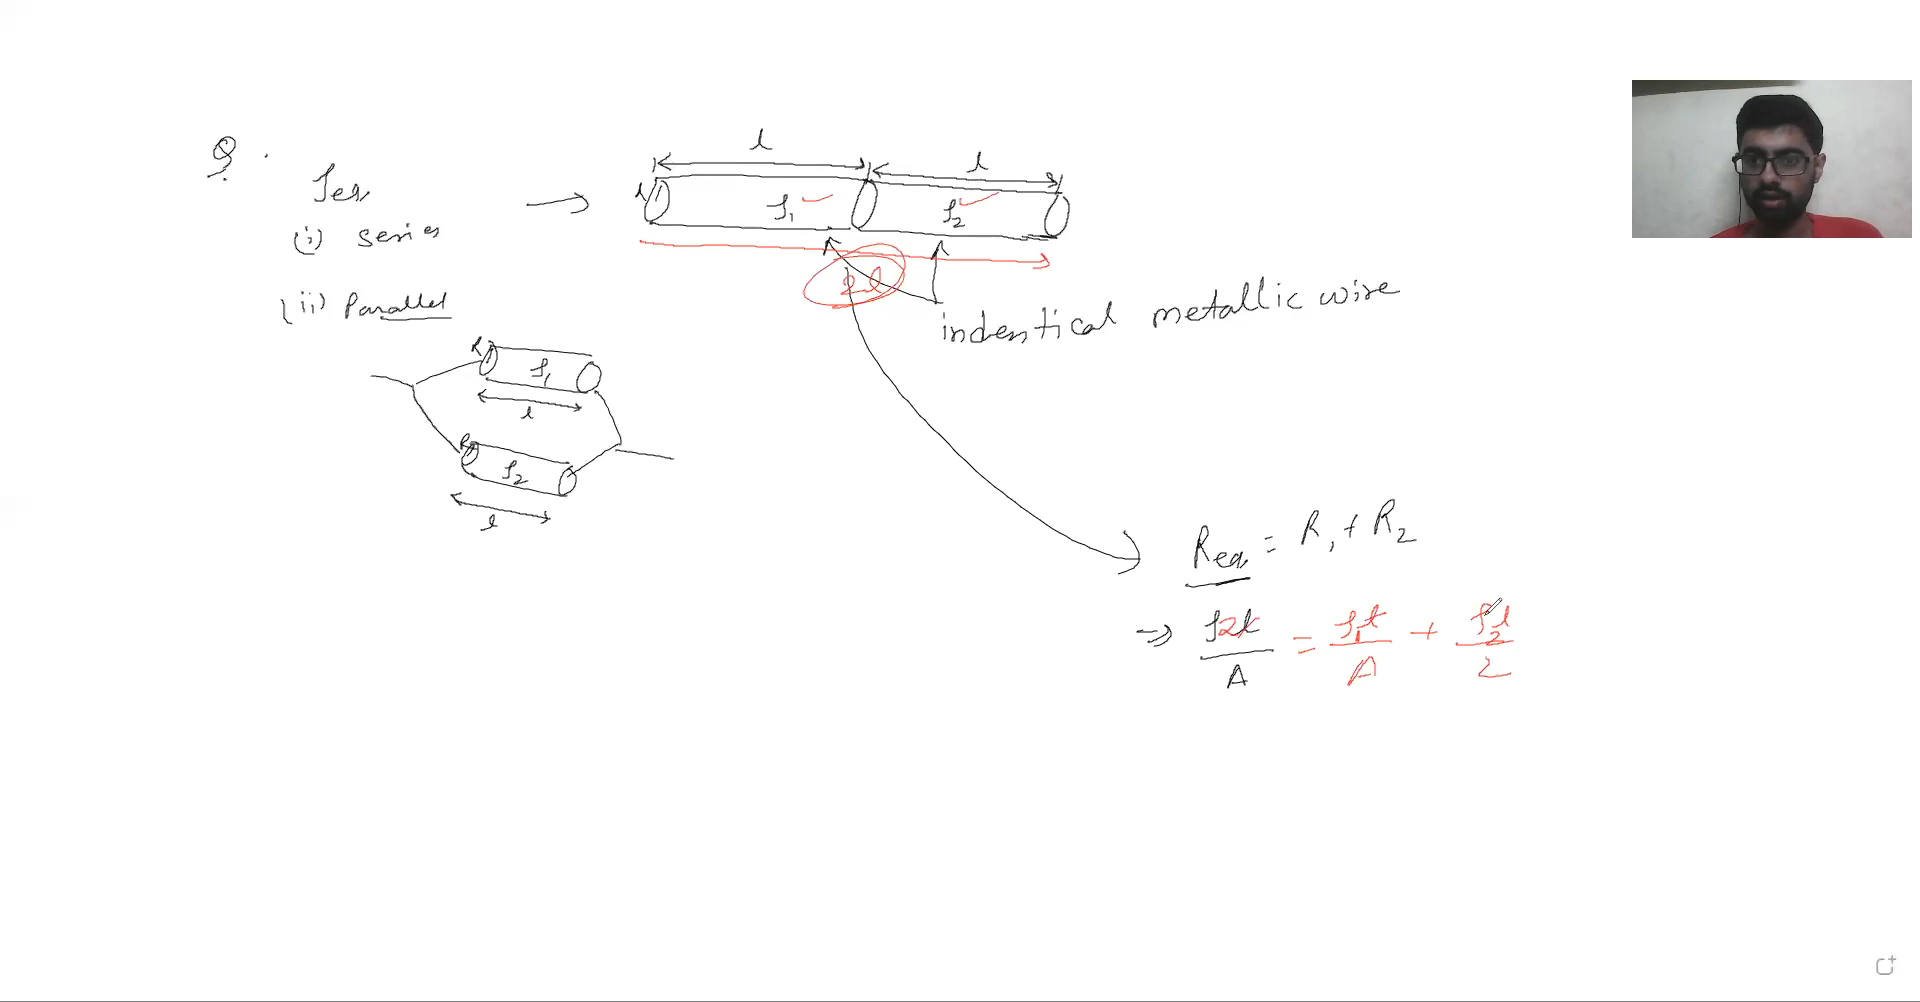 Q.
ρeq
(i) series
(ii) Parallel
l
l
r
ρ1
ρ2
2l
indentical metallic wire
R
ρ1
l
R
ρ2
l
Req = R1 + R2
⇒ ρ2l/A = ρ1l/A + ρ2l/2